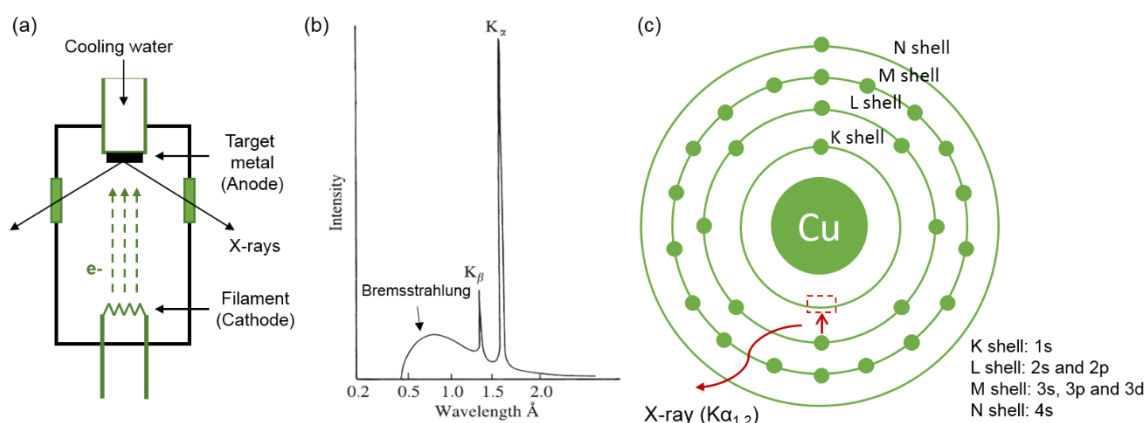 (a)
Cooling water
Target
metal
(Anode)
X-rays
e-
Filament
(Cathode)
(b)
Kα
Kβ
Bremsstrahlung
Intensity
0.2 0.5 1.0 1.5 2.0
Wavelength Å
(c)
N shell
M shell
L shell
K shell
Cu
X-ray (Kα1,2)
K shell: 1s
L shell: 2s and 2p
M shell: 3s, 3p and 3d
N shell: 4s